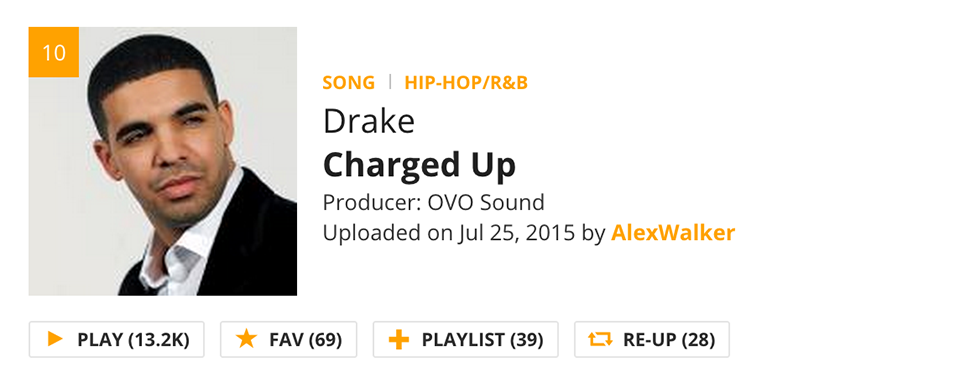 10
SONG | HIP-HOP/R&B
Drake
Charged Up
Producer: OVO Sound
Uploaded on Jul 25, 2015 by AlexWalker
PLAY (13.2K) FAV (69) PLAYLIST (39) RE-UP (28)